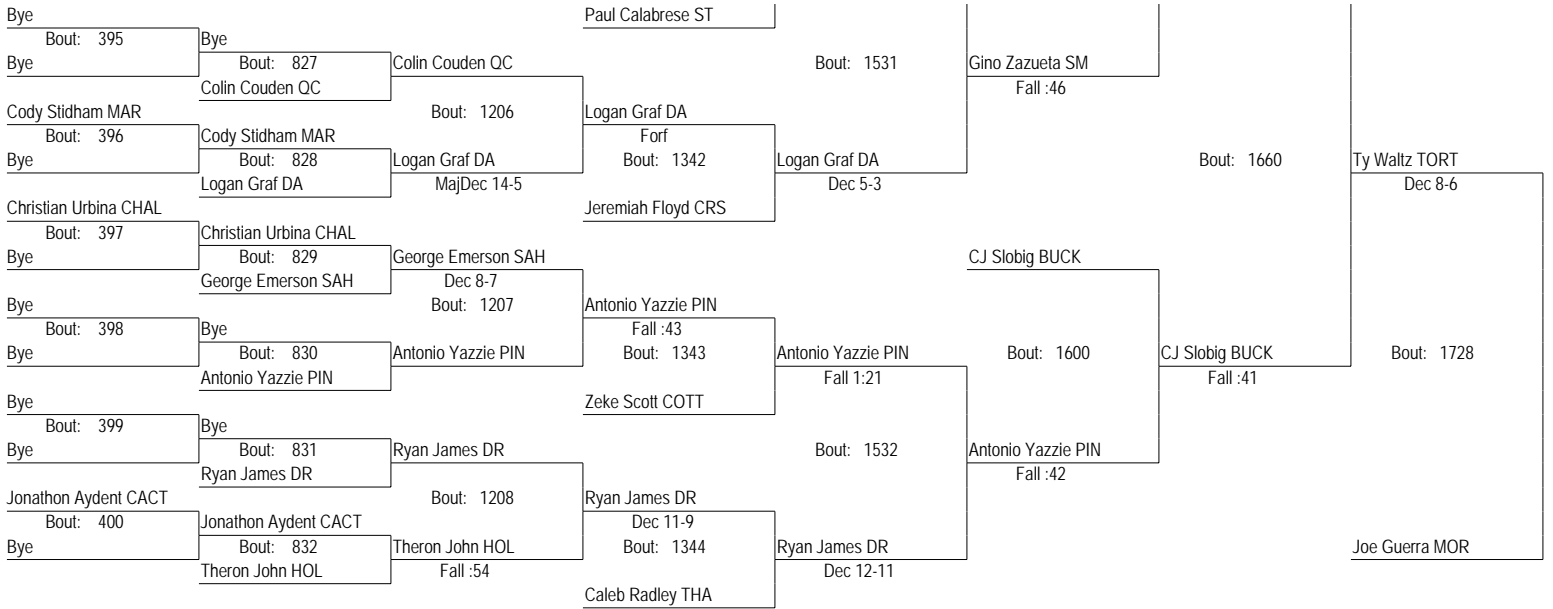 Bye
Bout: 395
Bye
Cody Stidham MAR
Bout: 396
Bye
Christian Urbina CHAL
Bout: 397
Bye
Bye
Bout: 398
Bye
Bye
Bout: 399
Bye
Jonathon Aydent CACT
Bout: 400
Bye
Bye
Bout: 827
Colin Couden QC
Cody Stidham MAR
Bout: 828
Logan Graf DA
Christian Urbina CHAL
Bout: 829
George Emerson SAH
Bye
Bout: 830
Antonio Yazzie PIN
Bye
Bout: 831
Ryan James DR
Jonathon Aydent CACT
Bout: 832
Theron John HOL
Colin Couden QC
Bout: 1206
Logan Graf DA
MajDec 14-5
George Emerson SAH
Dec 8-7
Bout: 1207
Antonio Yazzie PIN
Ryan James DR
Bout: 1208
Theron John HOL
Fall :54
Paul Calabrese ST
Logan Graf DA
Forf
Bout: 1342
Jeremiah Floyd CRS
Antonio Yazzie PIN
Fall :43
Bout: 1343
Zeke Scott COTT
Ryan James DR
Dec 11-9
Bout: 1344
Caleb Radley THA
Bout: 1531
Logan Graf DA
Dec 5-3
Antonio Yazzie PIN
Fall 1:21
Bout: 1532
Ryan James DR
Dec 12-11
Gino Zazueta SM
Fall :46
CJ Slobig BUCK
Bout: 1600
Antonio Yazzie PIN
Fall :42
Bout: 1660
CJ Slobig BUCK
Fall :41
Ty Waltz TORT
Dec 8-6
Bout: 1728
Joe Guerra MOR